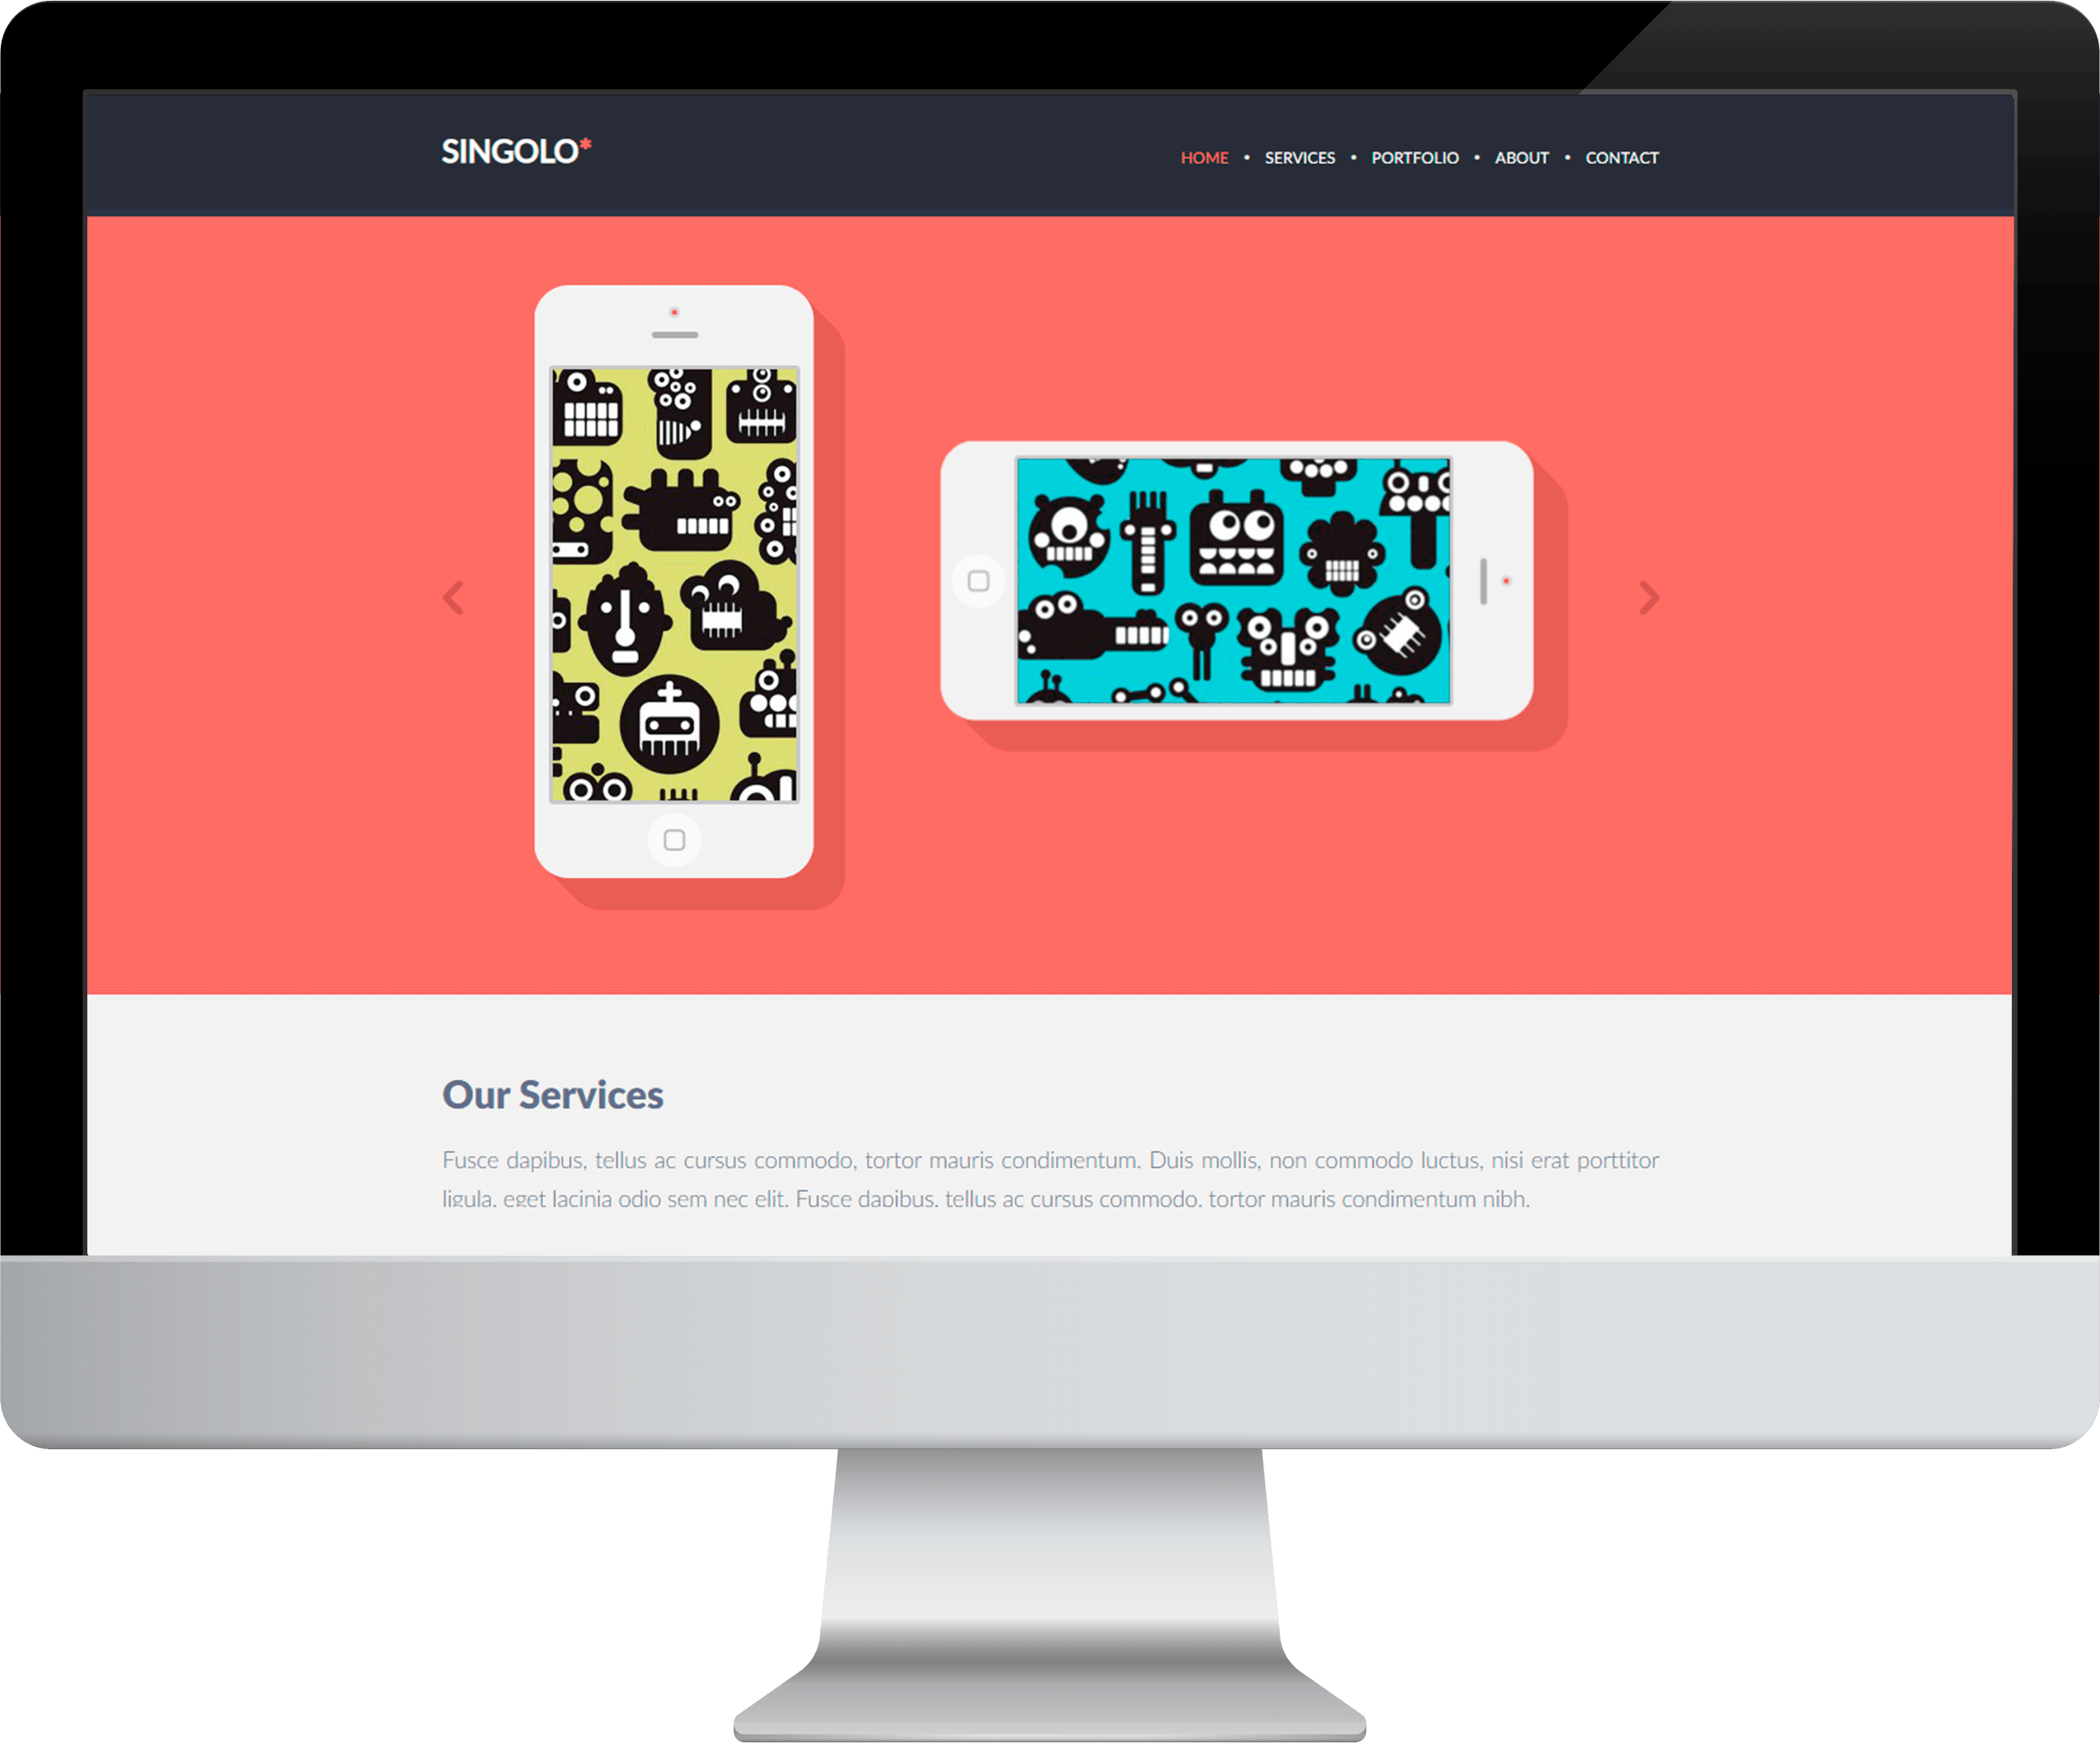 SINGOLO*
HOME • SERVICES • PORTFOLIO • ABOUT • CONTACT
Our Services
Fusce dapibus, tellus ac cursus commodo, tortor mauris condimentum. Duis mollis, non commodo luctus, nisi erat porttitor
ligula, eget lacinia odio sem nec elit. Fusce dapibus, tellus ac cursus commodo, tortor mauris condimentum nibh.